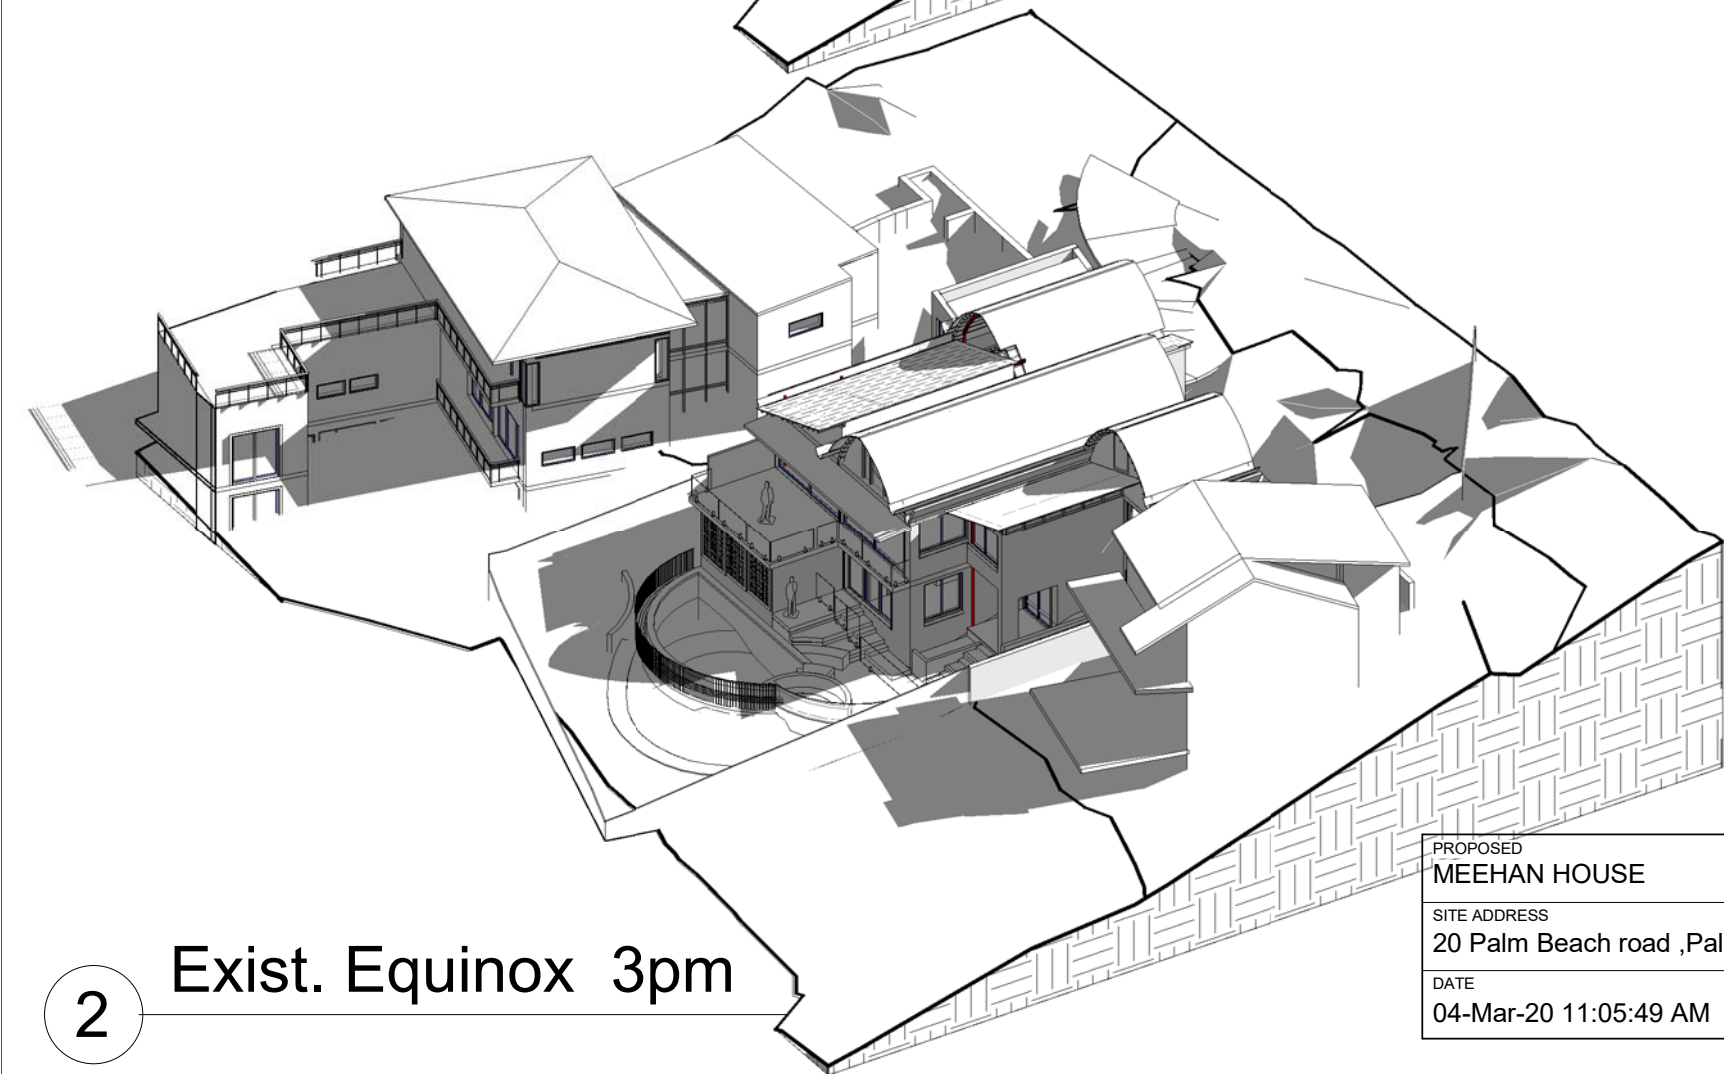 PROPOSED
MEEHAN HOUSE
SITE ADDRESS
20 Palm Beach road ,Pal
DATE
04-Mar-20 11:05:49 AM
Exist. Equinox 3pm
2